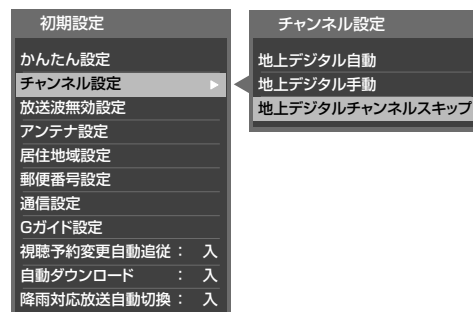 初期設定
かんたん設定
チャンネル設定
放送波無効設定
アンテナ設定
居住地域設定
郵便番号設定
通信設定
Gガイド設定
視聴予約変更自動追従： 入
自動ダウンロード ： 入
降雨対応放送自動切換： 入
チャンネル設定
地上デジタル自動
地上デジタル手動
地上デジタルチャンネルスキップ